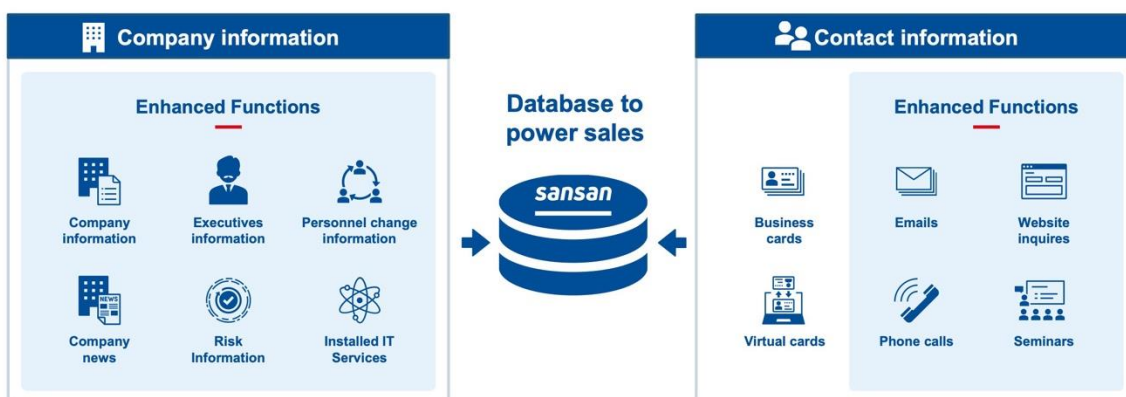 Company information
Enhanced Functions
Company
information
Executives
information
Personnel change
information
Company
news
NEWS
Risk
Information
Installed IT
Services
Database to
power sales
sansan
Contact information
Business
cards
Virtual cards
Enhanced Functions
Emails
Website
inquires
Phone calls
Seminars